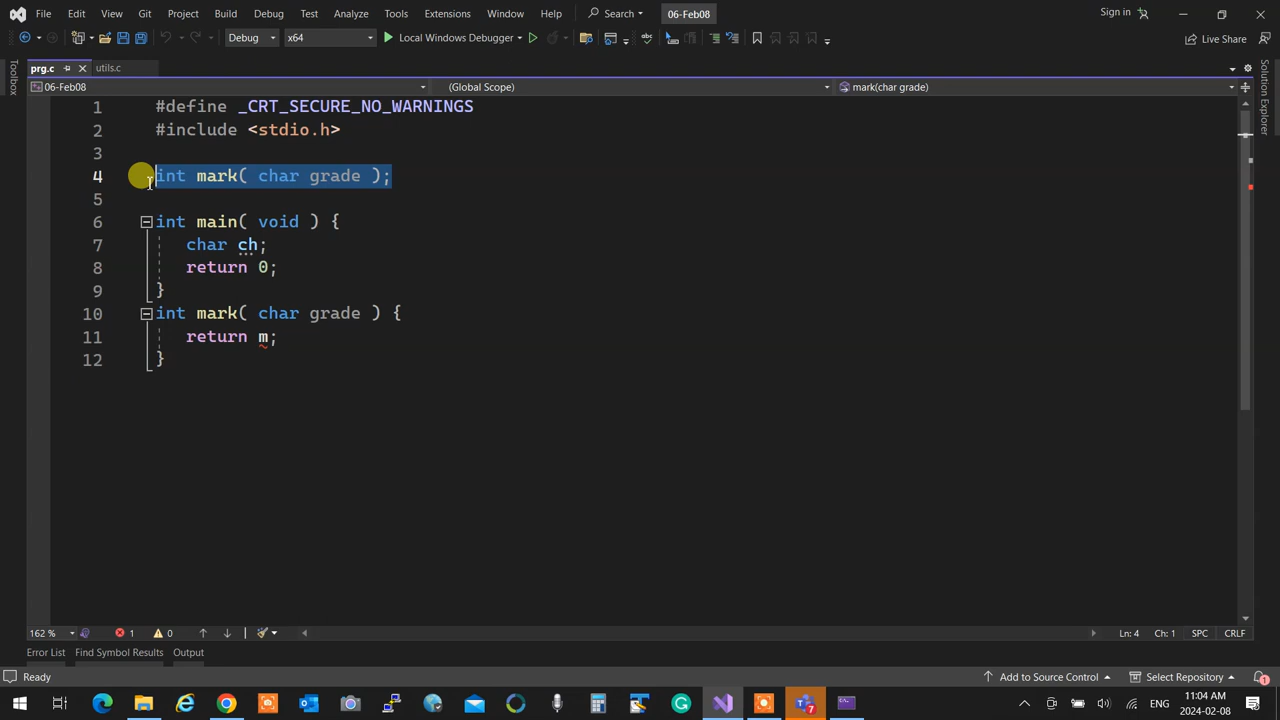 File Edit View Git Project Build Debug Test Analyze Tools Extensions Window Help Search 06-Feb08 Sign in
Debug x64 Local Windows Debugger Live Share
prg.c utils.c
Toolbox
Solution Explorer
06-Feb08 (Global Scope) mark(char grade)
1 #define _CRT_SECURE_NO_WARNINGS
2 #include <stdio.h>
3
4 int mark( char grade );
5
6 int main( void ) {
7 char ch;
8 return 0;
9 }
10 int mark( char grade ) {
11 return m;
12 }
162 % 1 0 Ln: 4 Ch: 1 SPC CRLF
Error List Find Symbol Results Output
Ready Add to Source Control Select Repository 1
7 ENG 11:04 AM
2024-02-08